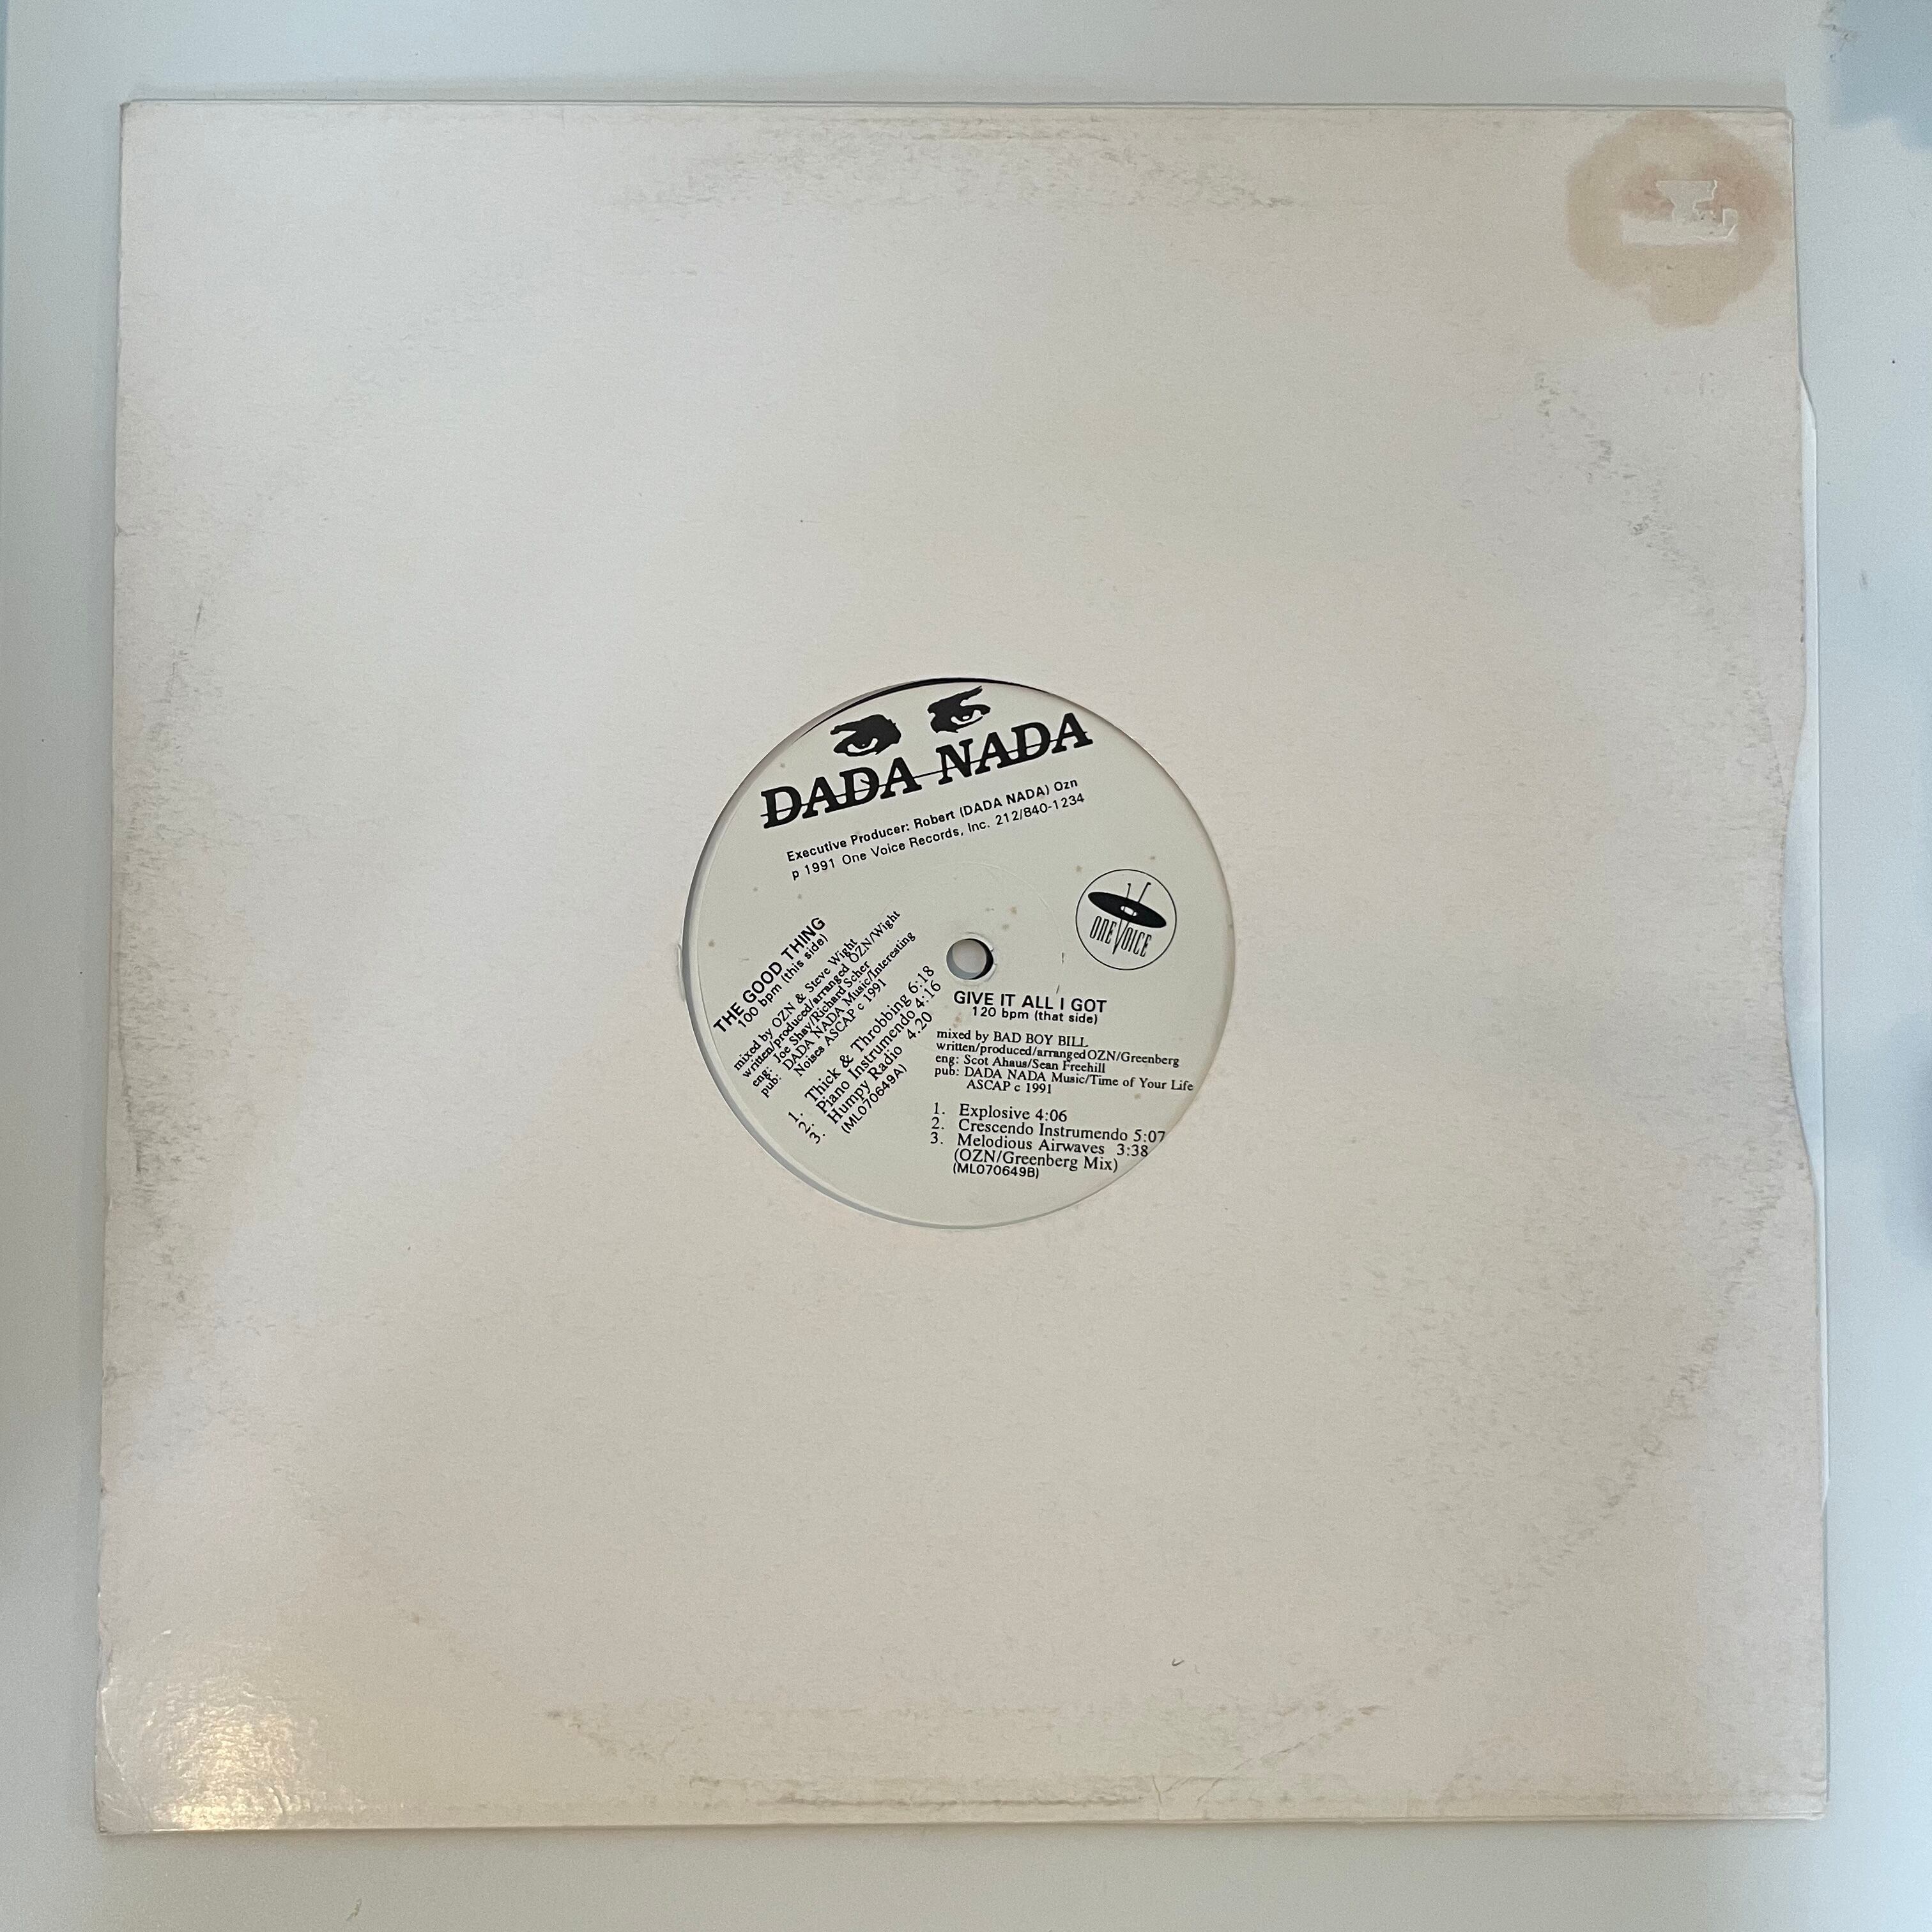 DADA NADA
Executive Producer: Robert (DADA NADA) Ozn
p 1991 One Voice Records, Inc. 212/840-1234
ONE VOICE
THE GOOD THING
100 bpm (this side)
mixed by OZN & Steve Wight
written/produced/arranged OZN/Wight
eng: Joe Shay/Richard Scher
pub: DADA NADA Music/Interesting
Noises ASCAP c 1991
1. Thick & Throbbing 6:18
2. Piano Instrumendo 4:16
3. Humpy Radio 4.20
(ML070649A)
GIVE IT ALL I GOT
120 bpm (that side)
mixed by BAD BOY BILL
written/produced/arrangedOZN/Greenberg
eng: Scot Ahaus/Sean Freehill
pub: DADA NADA Music/Time of Your Life
ASCAP c 1991
1. Explosive 4:06
2. Crescendo Instrumendo 5:07
3. Melodious Airwaves 3:38
(OZN/Greenberg Mix)
(ML070649B)